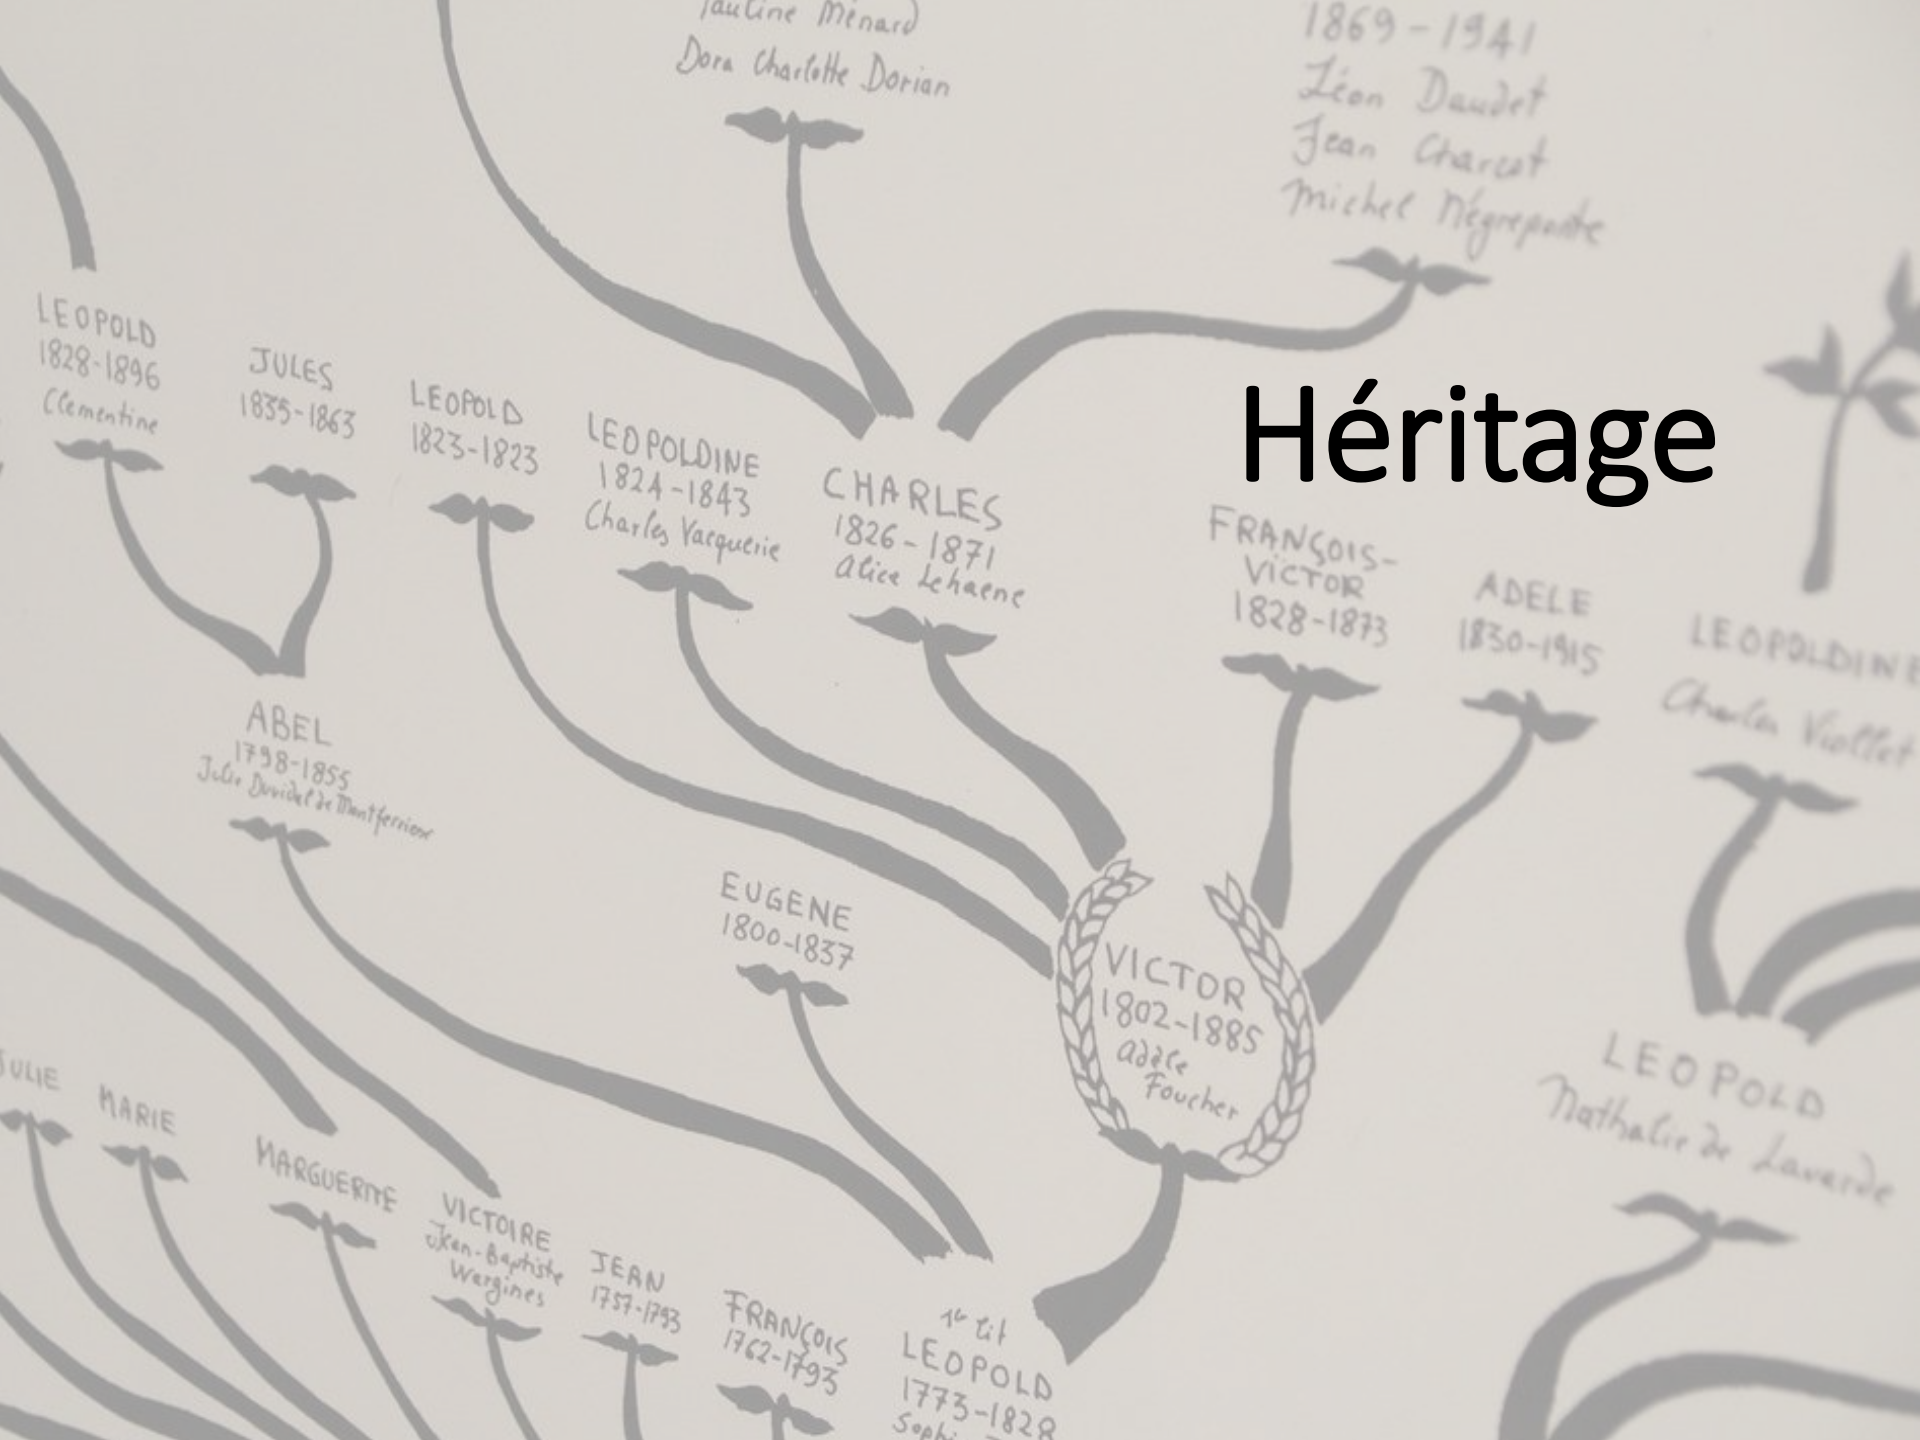 Pauline Ménard
Dora Charlotte Dorian
1869-1941
Léon Daudet
Jean Charcot
Michel Négreponte
Héritage
LEOPOLD
1828-1896
Clementine
JULES
1835-1863
LEOPOLD
1823-1823
LEOPOLDINE
1824-1843
Charles Vacquerie
CHARLES
1826-1871
Alice Lehaene
FRANÇOIS-
VICTOR
1828-1873
ADELE
1830-1915
LEOPOLDINE
Charles Viollet
ABEL
1798-1855
Julie Duvidal de Montferrier
EUGENE
1800-1837
VICTOR
1802-1885
Adèle
Foucher
LEOPOLD
Nathalie de Laverde
JULIE
MARIE
MARGUERITE
VICTOIRE
Jean-Baptiste
Wargines
JEAN
1757-1793
FRANÇOIS
1762-1793
1er lit
LEOPOLD
1773-1828